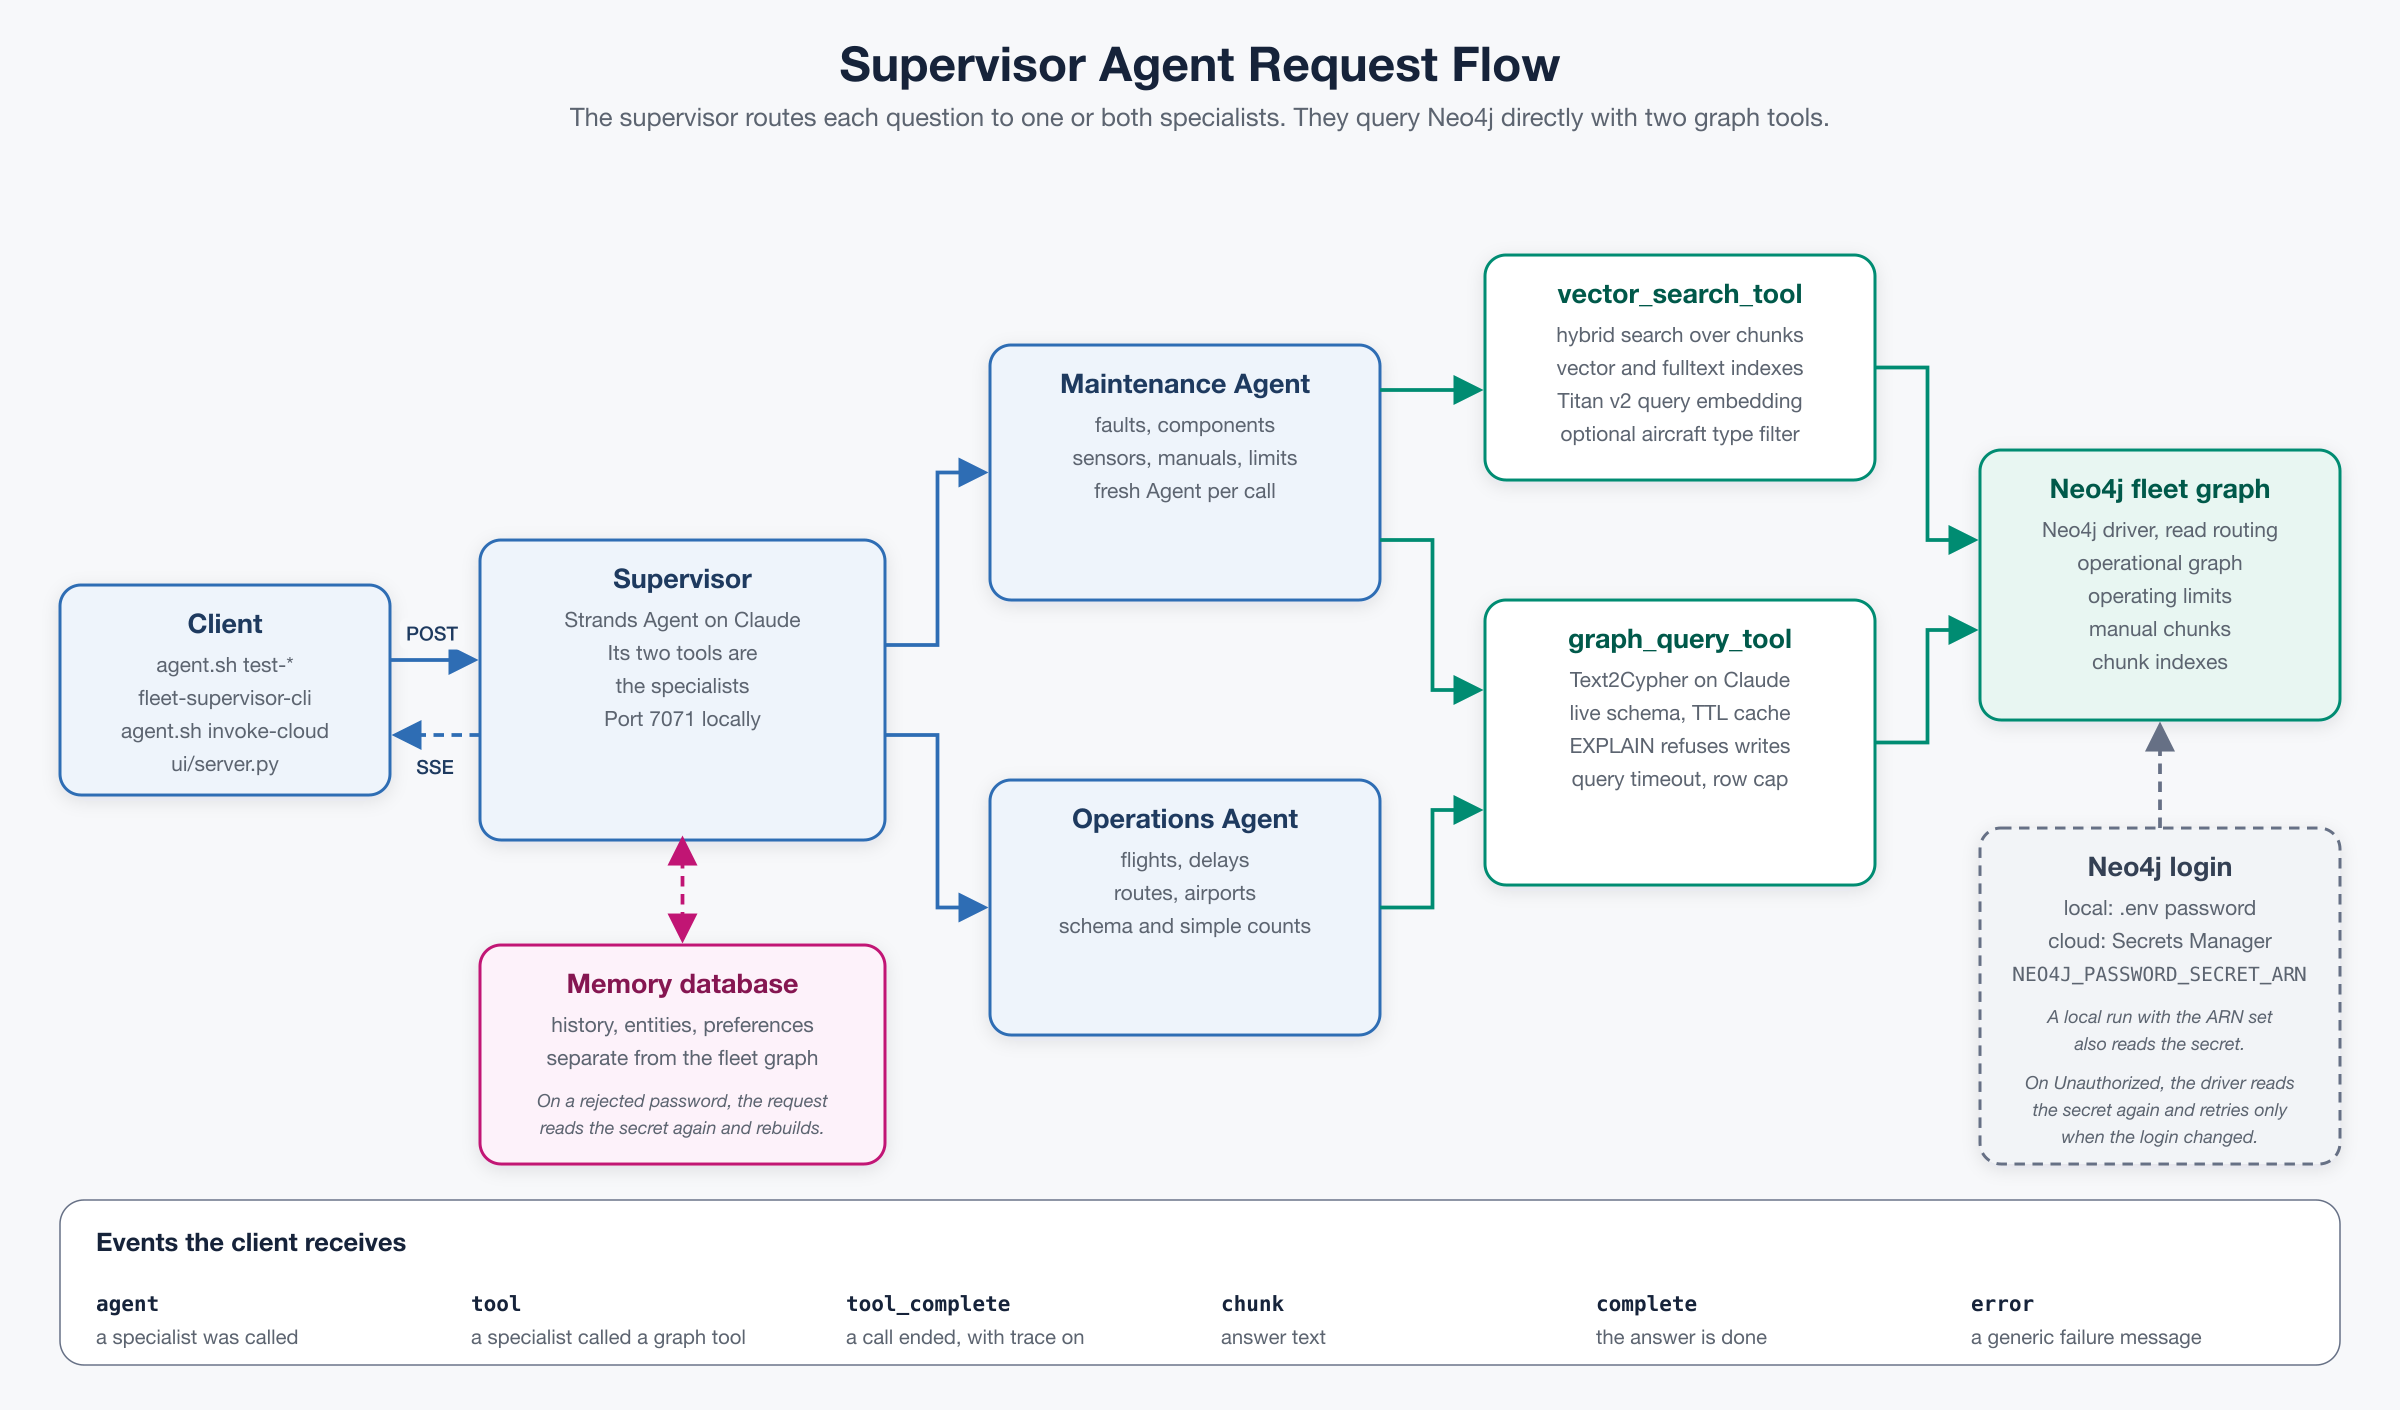 Supervisor Agent Request Flow
The supervisor routes each question to one or both specialists. They query Neo4j directly with two graph tools.
Client
agent.sh test-*
fleet-supervisor-cli
agent.sh invoke-cloud
ui/server.py
POST
SSE
Supervisor
Strands Agent on Claude
Its two tools are
the specialists
Port 7071 locally
Memory database
history, entities, preferences
separate from the fleet graph
On a rejected password, the request
reads the secret again and rebuilds.
Maintenance Agent
faults, components
sensors, manuals, limits
fresh Agent per call
Operations Agent
flights, delays
routes, airports
schema and simple counts
vector_search_tool
hybrid search over chunks
vector and fulltext indexes
Titan v2 query embedding
optional aircraft type filter
graph_query_tool
Text2Cypher on Claude
live schema, TTL cache
EXPLAIN refuses writes
query timeout, row cap
Neo4j fleet graph
Neo4j driver, read routing
operational graph
operating limits
manual chunks
chunk indexes
Neo4j login
local: .env password
cloud: Secrets Manager
NEO4J_PASSWORD_SECRET_ARN
A local run with the ARN set
also reads the secret.
On Unauthorized, the driver reads
the secret again and retries only
when the login changed.
Events the client receives
agent
a specialist was called
tool
a specialist called a graph tool
tool_complete
a call ended, with trace on
chunk
answer text
complete
the answer is done
error
a generic failure message